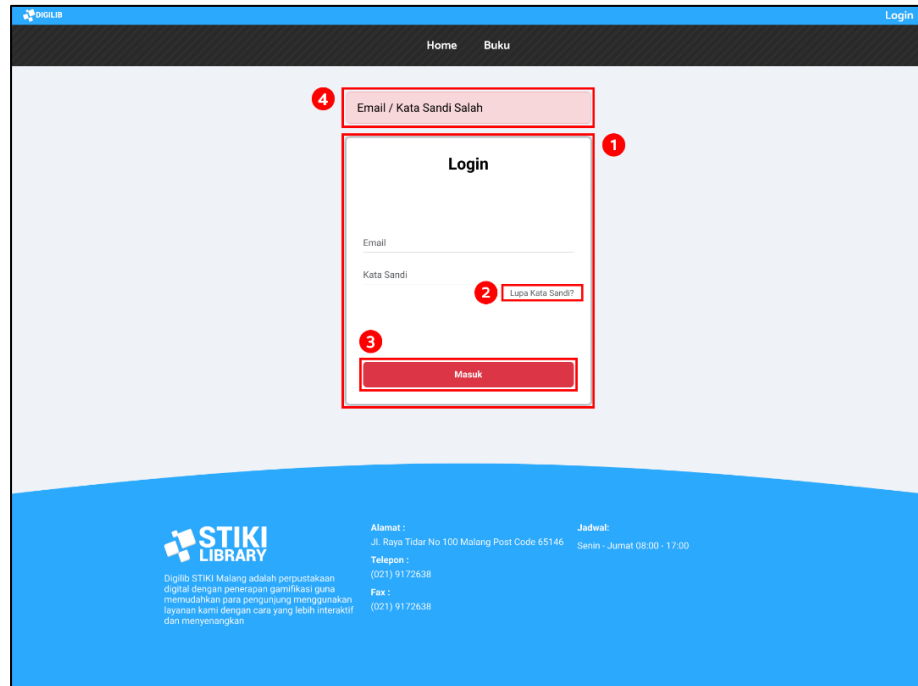 DIGILIB
Login
Home Buku
4
Email / Kata Sandi Salah
1
Login
Email
Kata Sandi
2
Lupa Kata Sandi?
3
Masuk
STIKI
LIBRARY
Digilib STIKI Malang adalah perpustakaan
digital dengan penerapan gamifikasi guna
memudahkan para pengunjung menggunakan
layanan kami dengan cara yang lebih interaktif
dan menyenangkan
Alamat :
Jl. Raya Tidar No 100 Malang Post Code 65146
Telepon :
(021) 9172638
Fax :
(021) 9172638
Jadwal:
Senin - Jumat 08:00 - 17:00